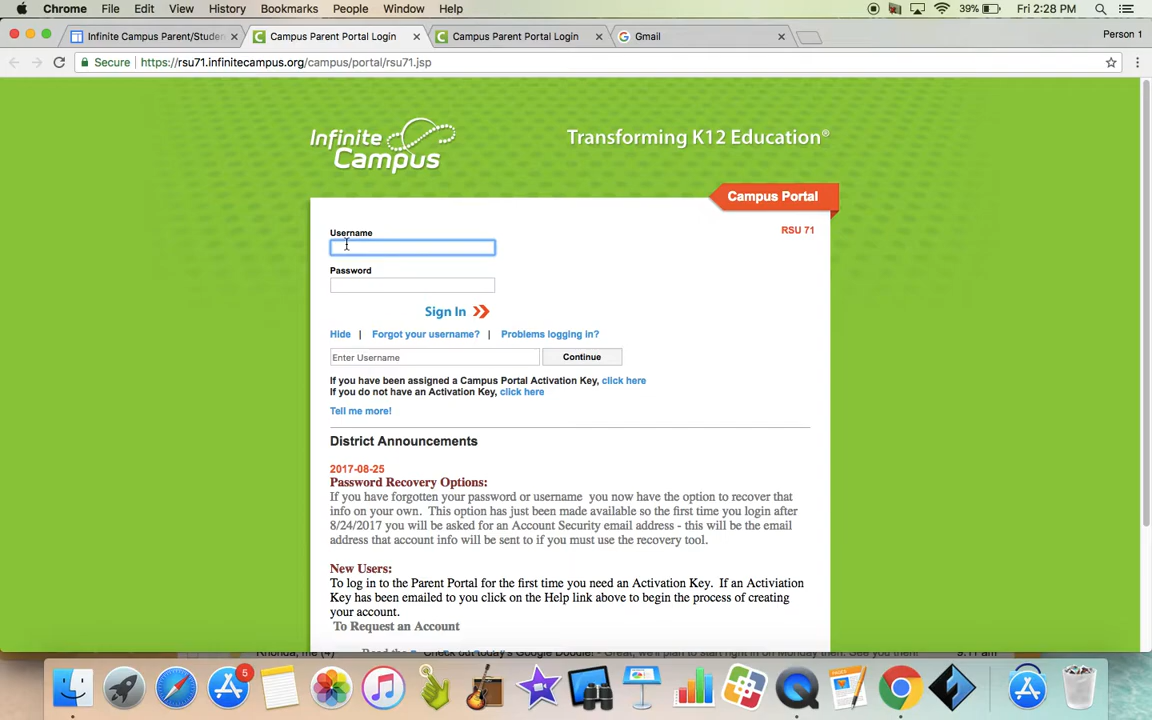 Chrome File Edit View History Bookmarks People Window Help 39% Fri 2:28 PM
Infinite Campus Parent/Studen Campus Parent Portal Login Campus Parent Portal Login Gmail Person 1
Secure https://rsu71.infinitecampus.org/campus/portal/rsu71.jsp
Infinite Campus
Transforming K12 Education®
Campus Portal
RSU 71
Username
Password
Sign In
Hide | Forgot your username? | Problems logging in?
Enter Username Continue
If you have been assigned a Campus Portal Activation Key, click here
If you do not have an Activation Key, click here
Tell me more!
District Announcements
2017-08-25
Password Recovery Options:
If you have forgotten your password or username you now have the option to recover that
info on your own. This option has just been made available so the first time you login after
8/24/2017 you will be asked for an Account Security email address - this will be the email
address that account info will be sent to if you must use the recovery tool.
New Users:
To log in to the Parent Portal for the first time you need an Activation Key. If an Activiation
Key has been emailed to you click on the Help link above to begin the process of creating
your account.
To Request an Account
5